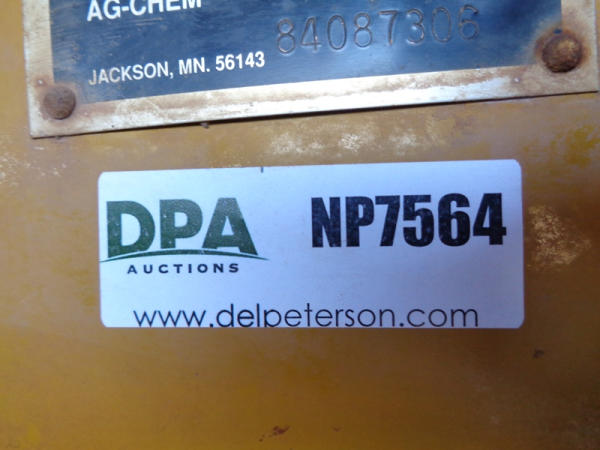 AG-CHEM
84087306
JACKSON, MN. 56143
DPA NP7564
AUCTIONS
www.delpeterson.com